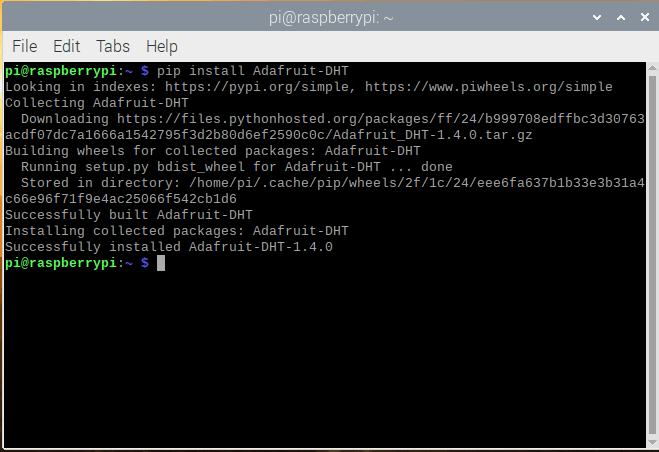 pi@raspberrypi: ~
File Edit Tabs Help
pi@raspberrypi:~ $ pip install Adafruit-DHT
Looking in indexes: https://pypi.org/simple, https://www.piwheels.org/simple
Collecting Adafruit-DHT
  Downloading https://files.pythonhosted.org/packages/ff/24/b999708edffbc3d30763
acdf07dc7a1666a1542795f3d2b80d6ef2590c0c/Adafruit_DHT-1.4.0.tar.gz
Building wheels for collected packages: Adafruit-DHT
  Running setup.py bdist_wheel for Adafruit-DHT ... done
  Stored in directory: /home/pi/.cache/pip/wheels/2f/1c/24/eee6fa637b1b33e3b31a4
c66e96f71f9e4ac25066f542cb1d6
Successfully built Adafruit-DHT
Installing collected packages: Adafruit-DHT
Successfully installed Adafruit-DHT-1.4.0
pi@raspberrypi:~ $